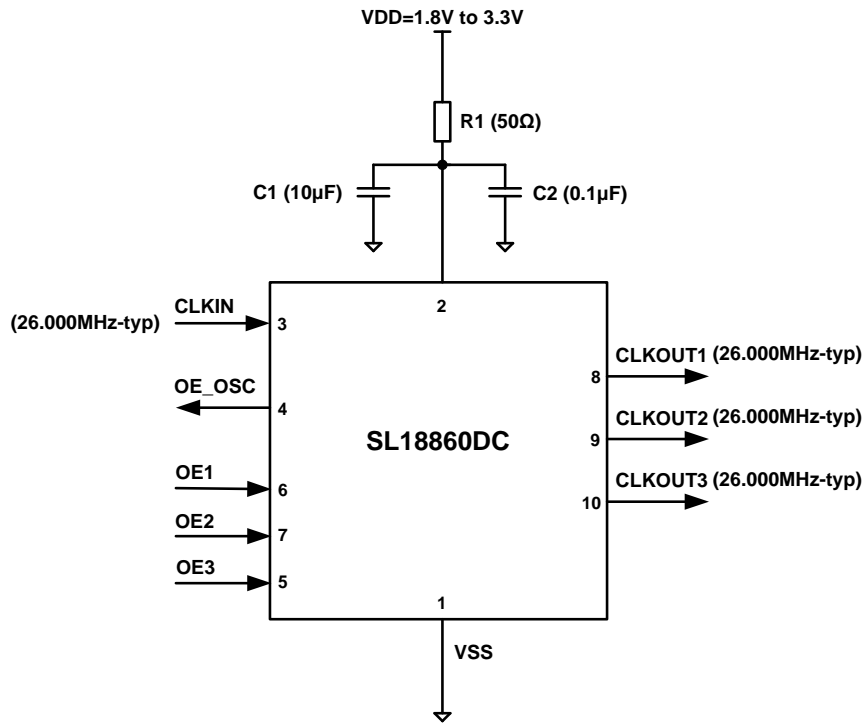 VDD=1.8V to 3.3V
R1 (50Ω)
C1 (10µF)
C2 (0.1µF)
2
CLKIN
(26.000MHz-typ)
3
OE_OSC
4
OE1
6
OE2
7
OE3
5
SL18860DC
CLKOUT1 (26.000MHz-typ)
8
CLKOUT2 (26.000MHz-typ)
9
CLKOUT3 (26.000MHz-typ)
10
1
VSS